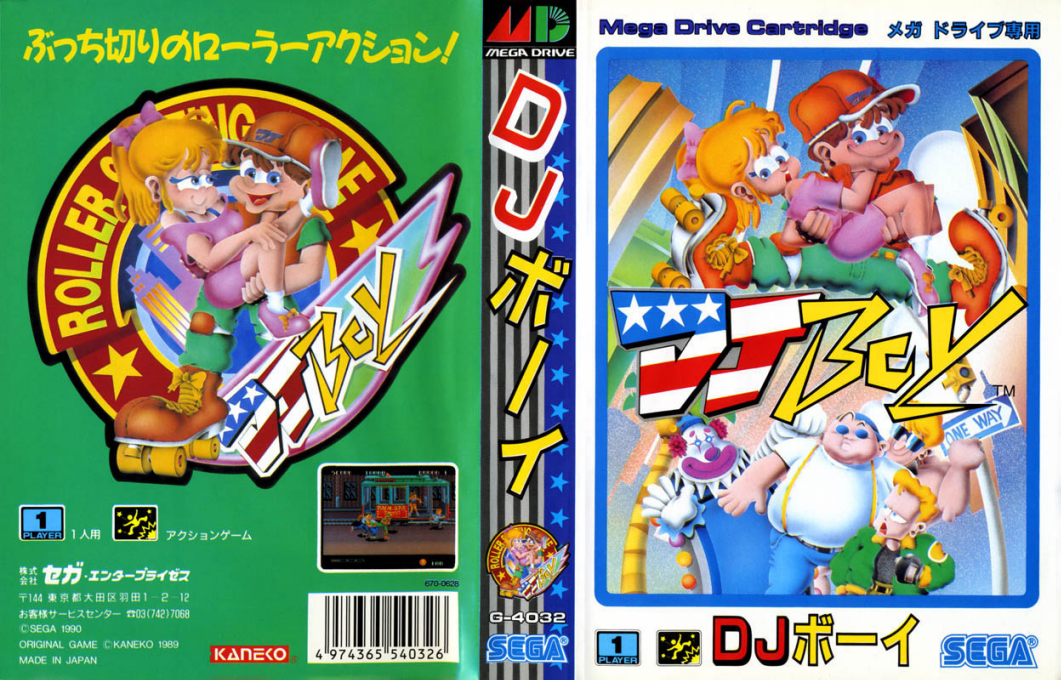 ぶっち切りのローラーアクション!
ROLLER
DJ BOY
1
PLAYER
1人用
アクションゲーム
670-0628
株式会社 セガ・エンタープライゼス
〒144 東京都大田区羽田1-2-12
お客様サービスセンター ☎03(742)7068
©SEGA 1990
ORIGINAL GAME ©KANEKO 1989
MADE IN JAPAN
KANEKO
4 974365 540326
MEGA DRIVE
DJボーイ
ROLLER
DJ BOY
G-4032
SEGA®
Mega Drive Cartridge メガ ドライブ専用
DJ BOY
TM
ONE WAY
1
PLAYER
DJボーイ
SEGA®